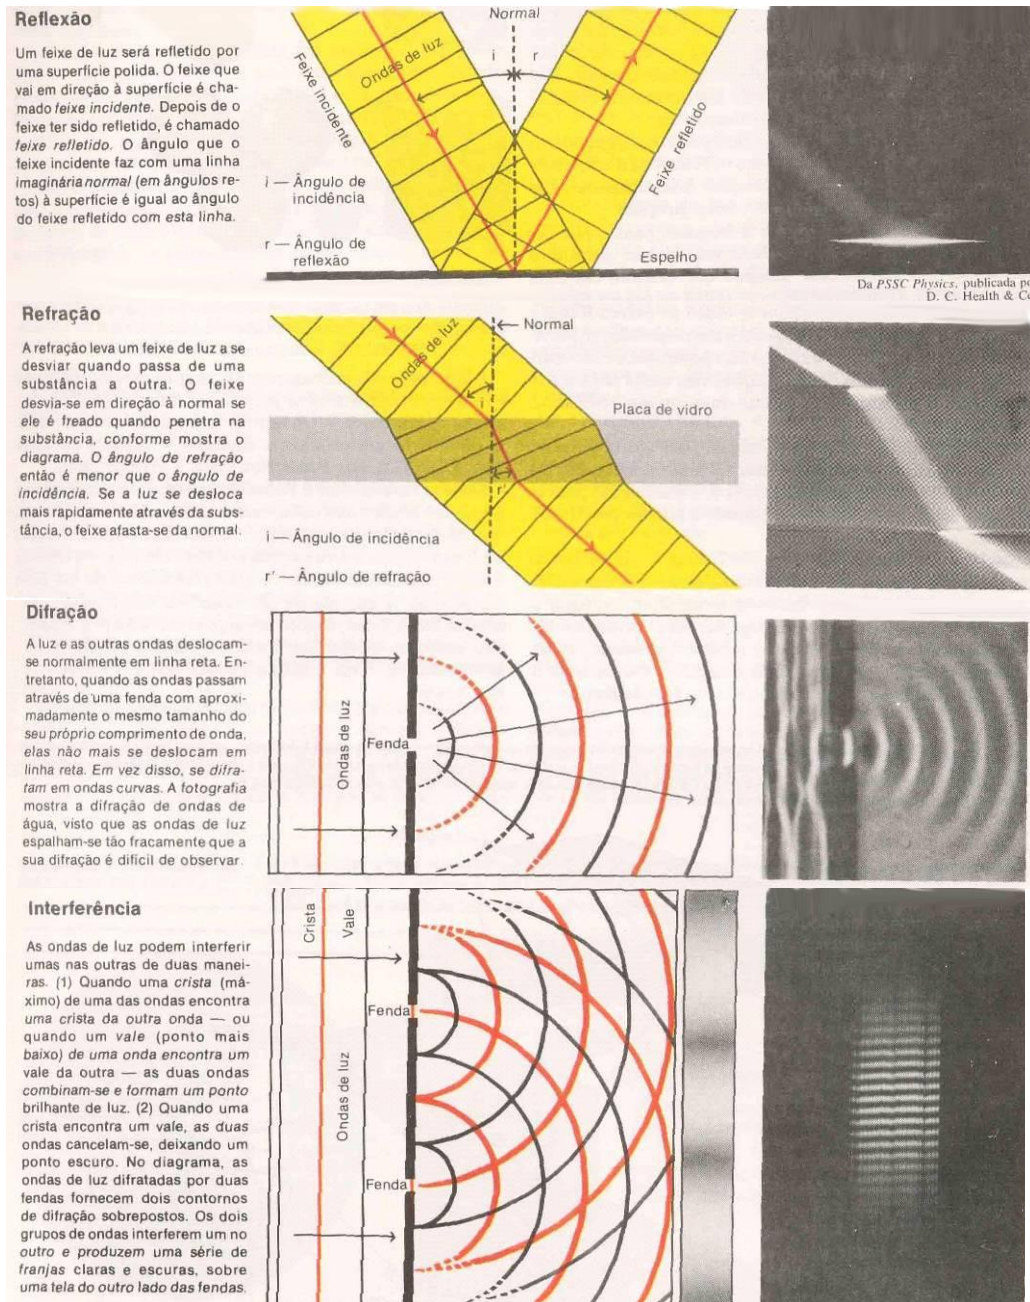 Reflexão
Um feixe de luz será refletido por
uma superfície polida. O feixe que
vai em direção à superfície é cha-
mado feixe incidente. Depois de o
feixe ter sido refletido, é chamado
feixe refletido. O ângulo que o
feixe incidente faz com uma linha
imaginária normal (em ângulos re-
tos) à superfície é igual ao ângulo
do feixe refletido com esta linha.
Normal
Feixe incidente
Ondas de luz
i
r
Feixe refletido
i — Ângulo de
incidência
r — Ângulo de
reflexão
Espelho
Da PSSC Physics, publicada po
D. C. Health & Co
Refração
A refração leva um feixe de luz a se
desviar quando passa de uma
substância a outra. O feixe
desvia-se em direção à normal se
ele é freado quando penetra na
substância, conforme mostra o
diagrama. O ângulo de refração
então é menor que o ângulo de
incidência. Se a luz se desloca
mais rapidamente através da subs-
tância, o feixe afasta-se da normal.
Normal
Ondas de luz
i
Placa de vidro
r'
i — Ângulo de incidência
r' — Ângulo de refração
Difração
A luz e as outras ondas deslocam-
se normalmente em linha reta. En-
tretanto, quando as ondas passam
através de uma fenda com aproxi-
madamente o mesmo tamanho do
seu próprio comprimento de onda,
elas não mais se deslocam em
linha reta. Em vez disso, se difra-
tam em ondas curvas. A fotografia
mostra a difração de ondas de
água, visto que as ondas de luz
espalham-se tão fracamente que a
sua difração é difícil de observar.
Ondas de luz
Fenda
Interferência
As ondas de luz podem interferir
umas nas outras de duas manei-
ras. (1) Quando uma crista (má-
ximo) de uma das ondas encontra
uma crista da outra onda — ou
quando um vale (ponto mais
baixo) de uma onda encontra um
vale da outra — as duas ondas
combinam-se e formam um ponto
brilhante de luz. (2) Quando uma
crista encontra um vale, as duas
ondas cancelam-se, deixando um
ponto escuro. No diagrama, as
ondas de luz difratadas por duas
fendas fornecem dois contornos
de difração sobrepostos. Os dois
grupos de ondas interferem um no
outro e produzem uma série de
franjas claras e escuras, sobre
uma tela do outro lado das fendas.
Crista
Vale
Fenda
Ondas de luz
Fenda